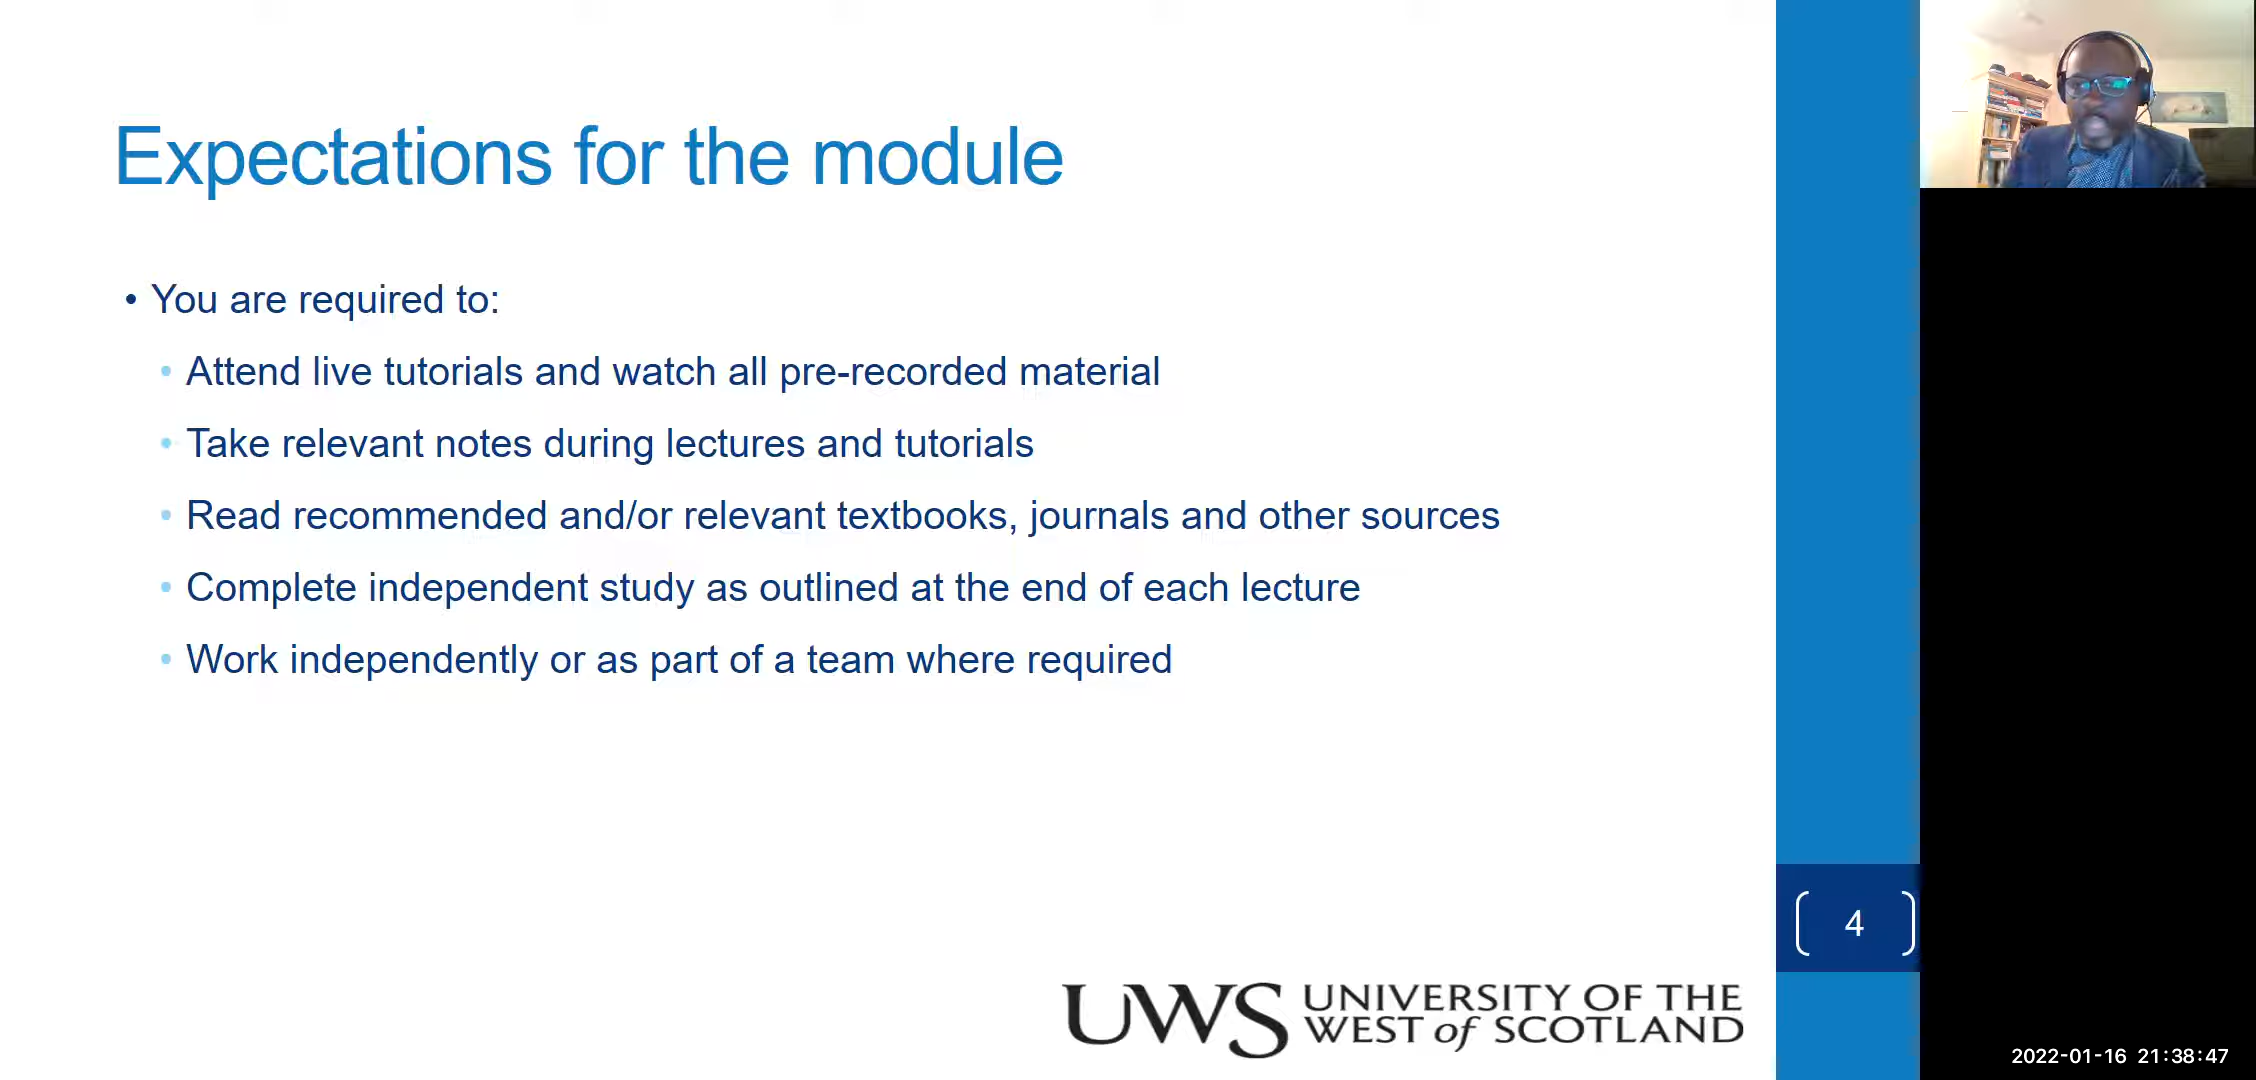 Expectations for the module
• You are required to:
• Attend live tutorials and watch all pre-recorded material
• Take relevant notes during lectures and tutorials
• Read recommended and/or relevant textbooks, journals and other sources
• Complete independent study as outlined at the end of each lecture
• Work independently or as part of a team where required
4
UWS UNIVERSITY OF THE
WEST of SCOTLAND
2022-01-16 21:38:47